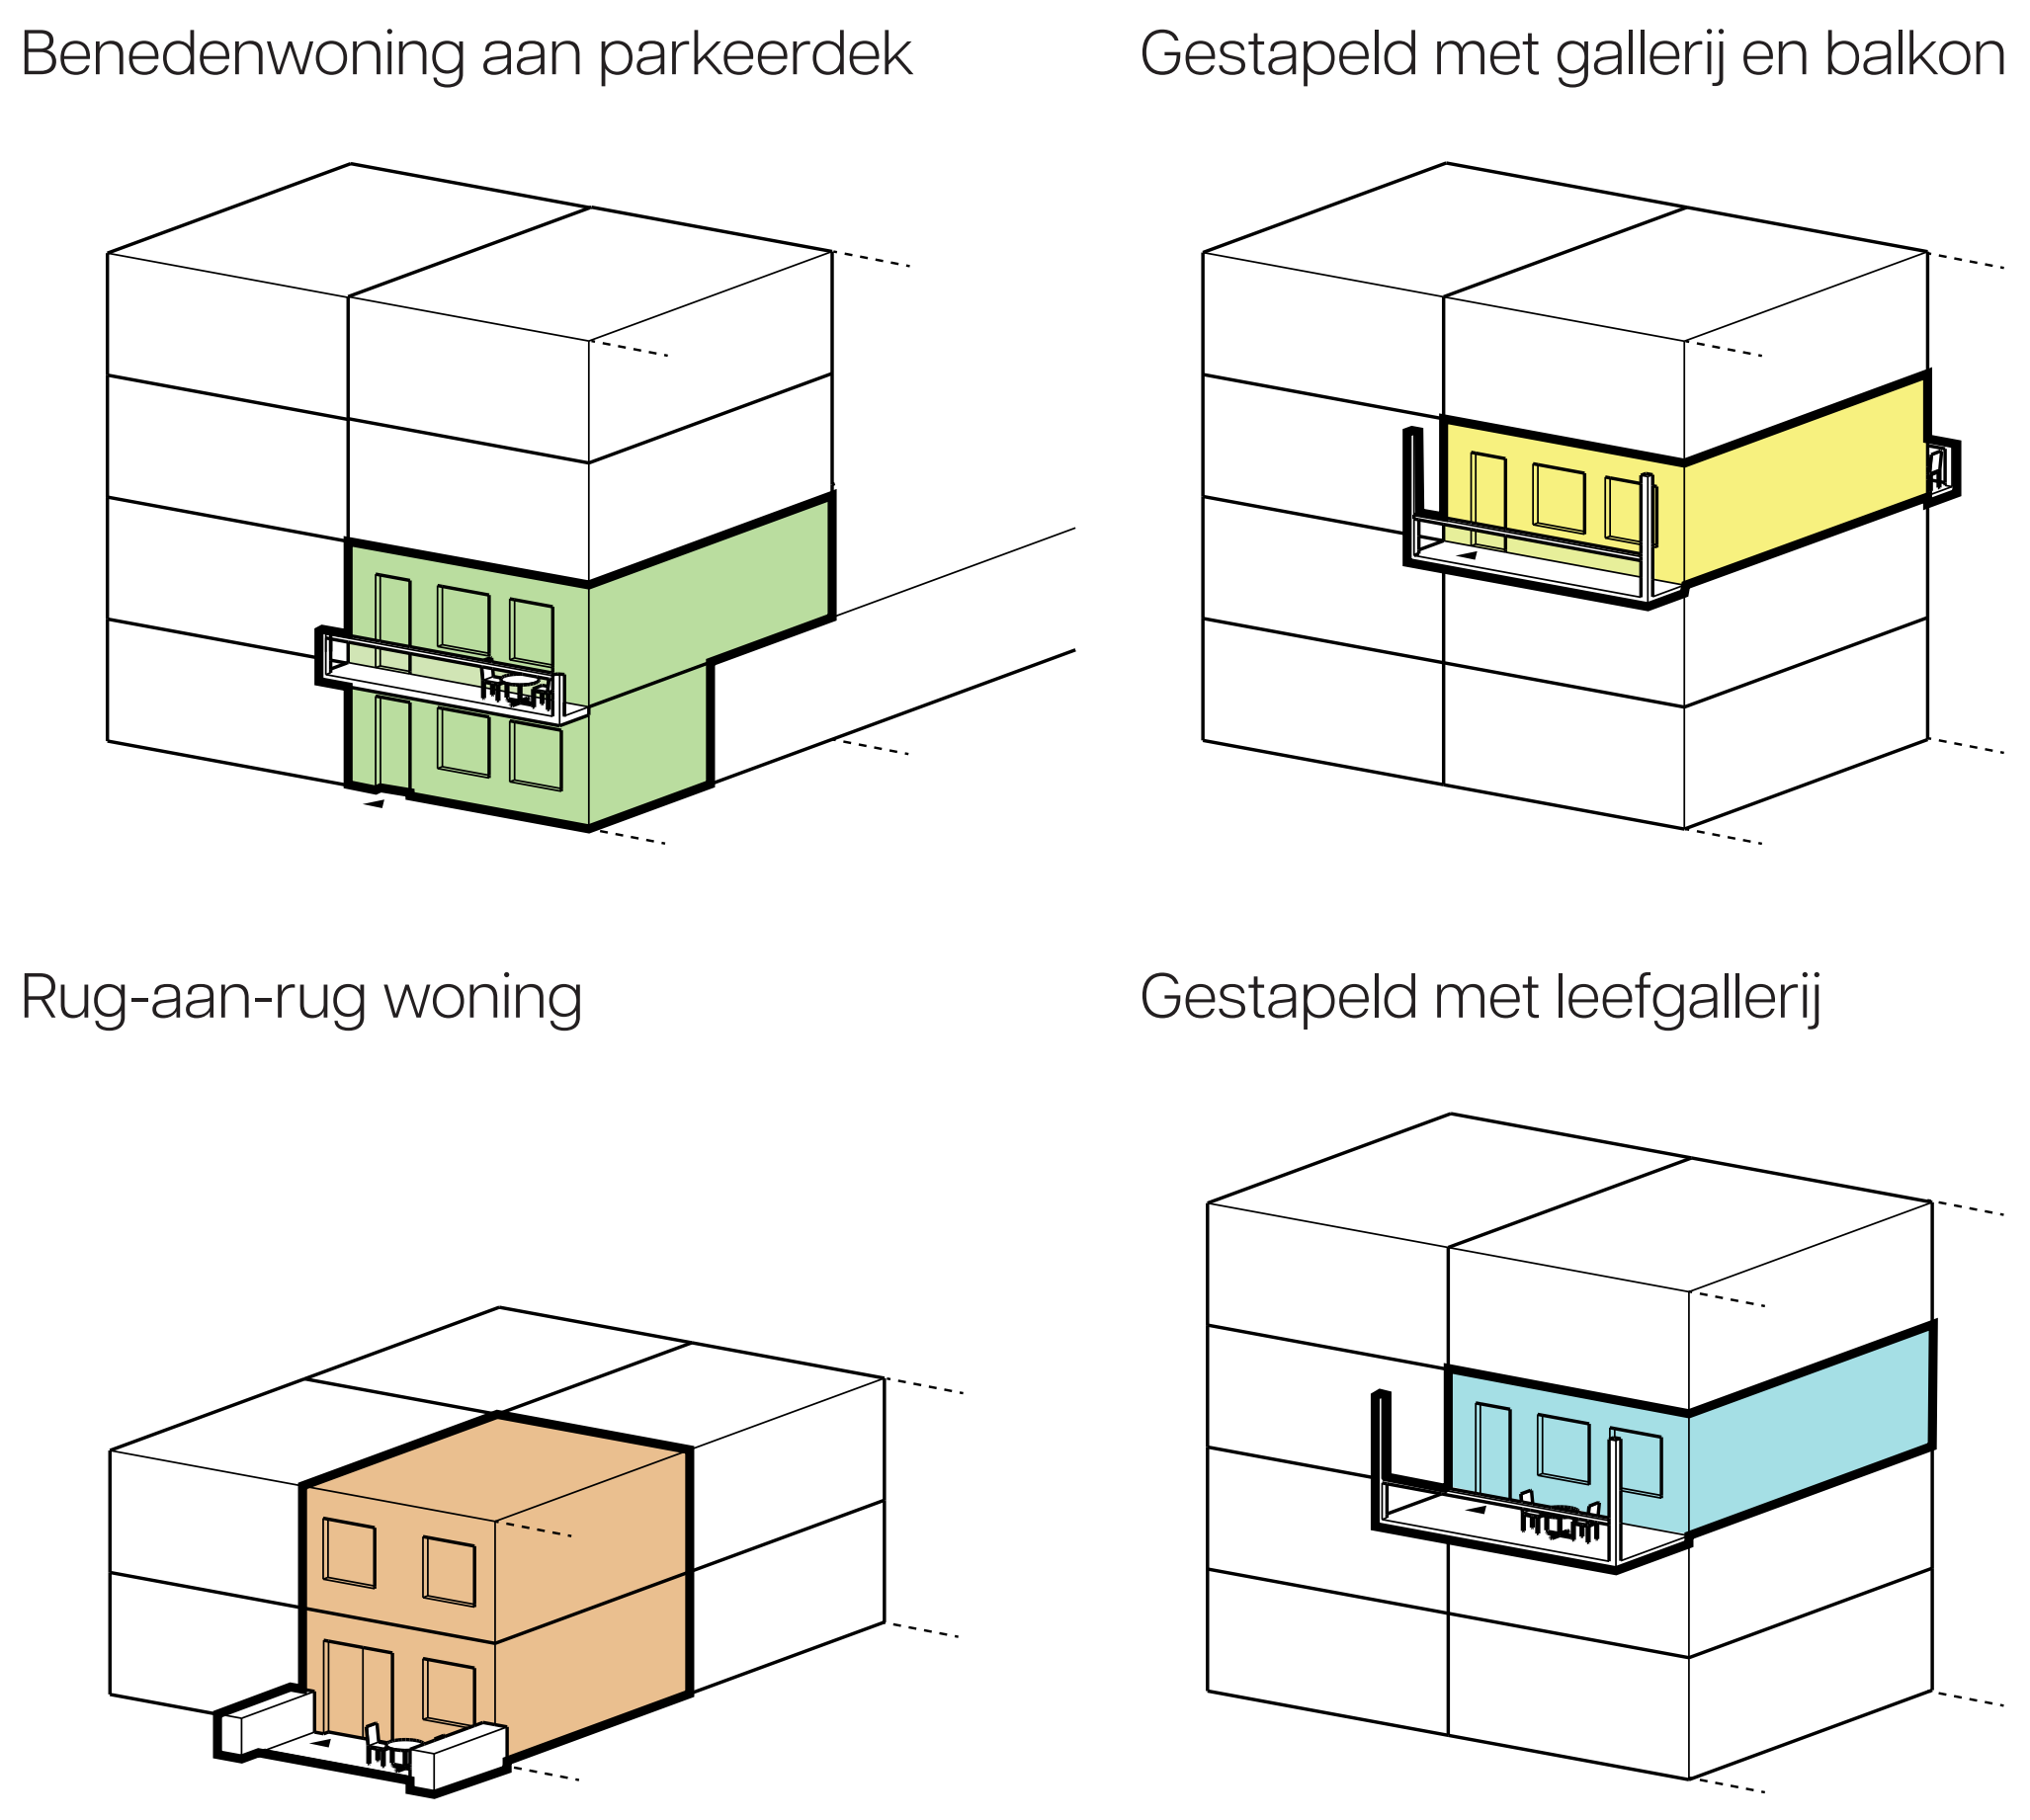 Benedenwoning aan parkeerdek
Gestapeld met gallerij en balkon
Rug-aan-rug woning
Gestapeld met leefgallerij